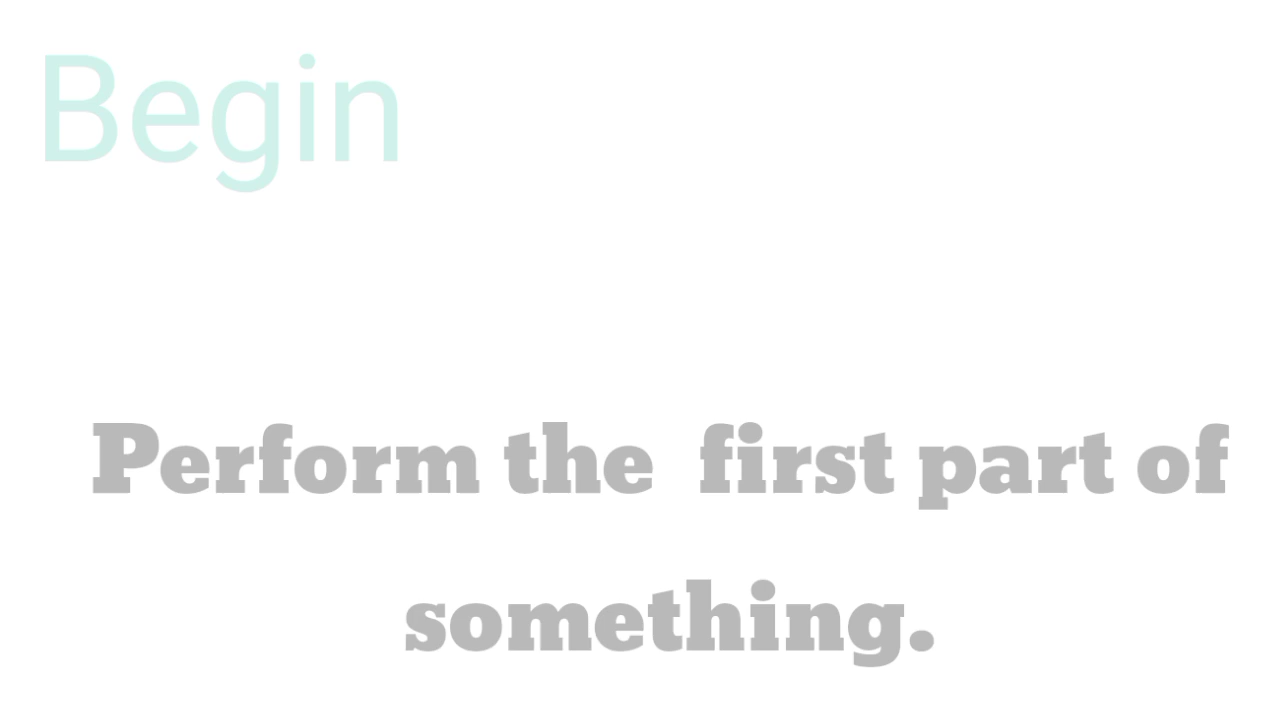 Begin
Perform the  first part of
something.